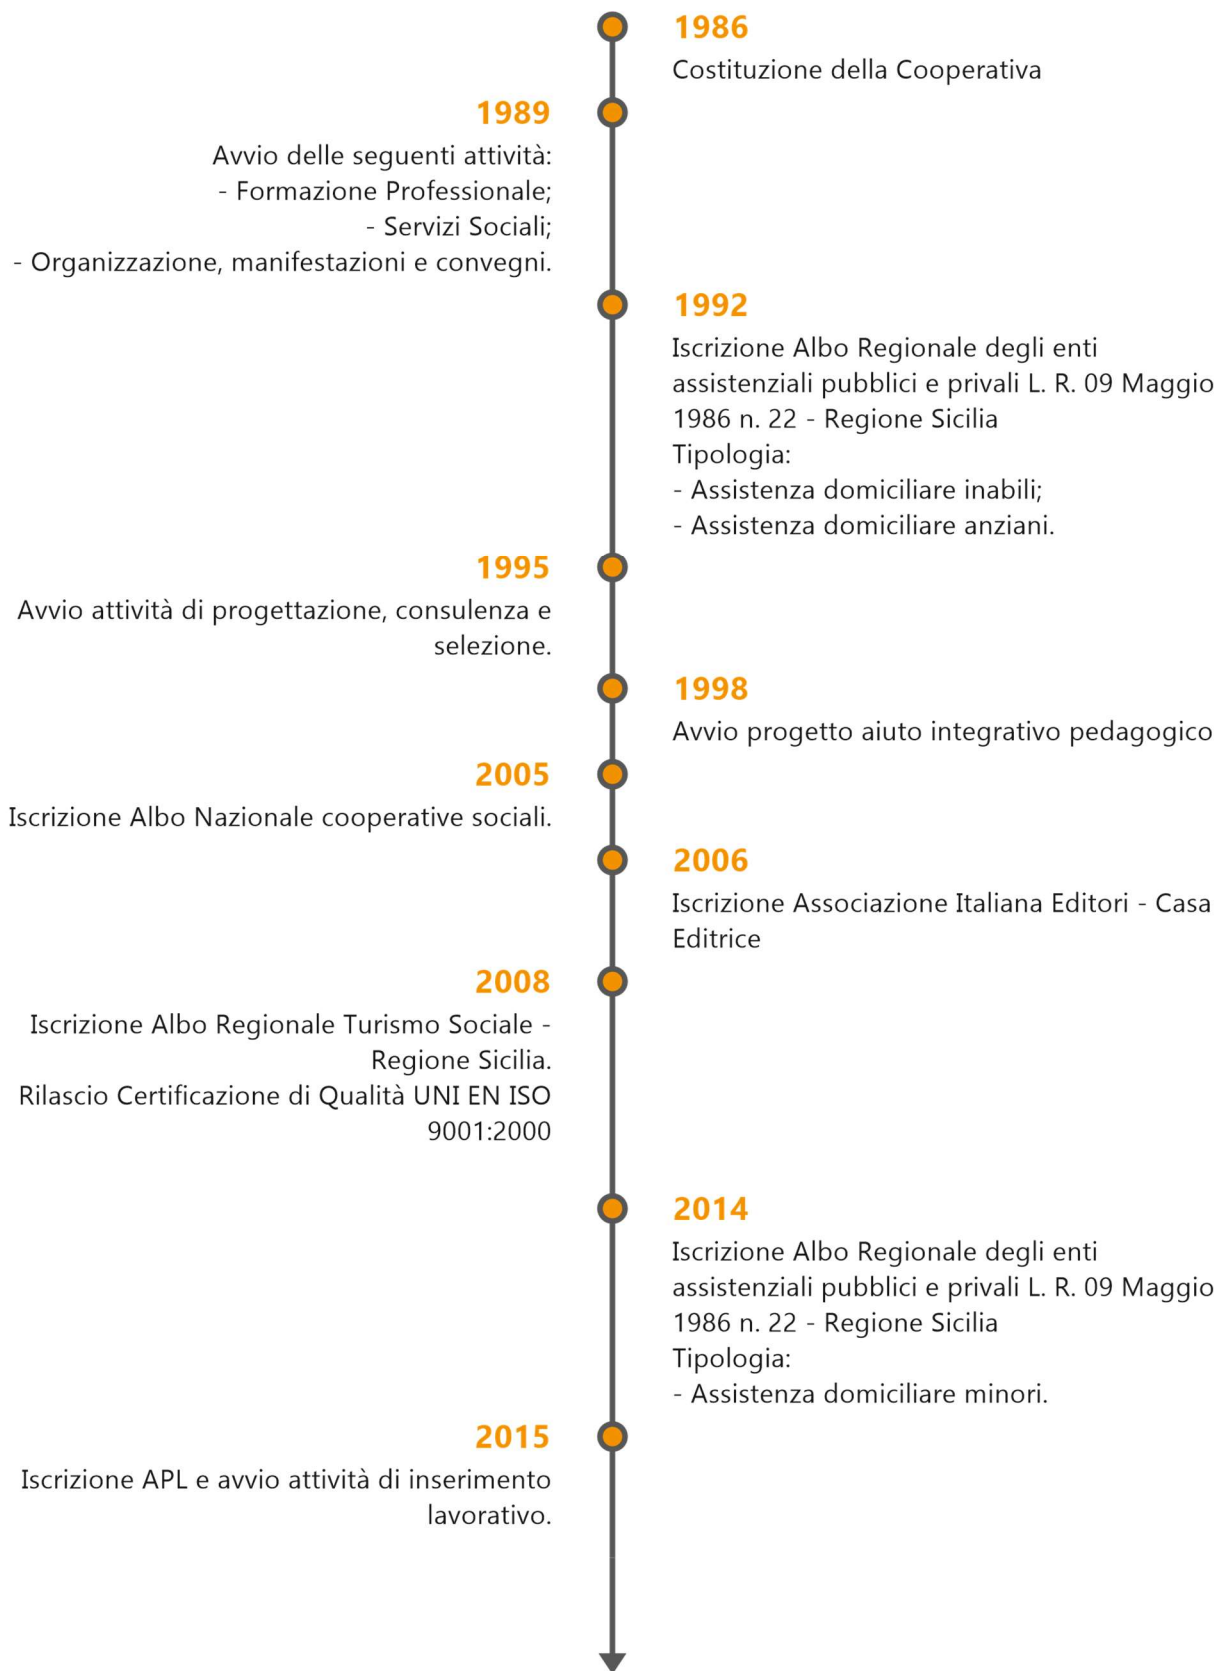 1986
Costituzione della Cooperativa
1989
Avvio delle seguenti attività:
- Formazione Professionale;
- Servizi Sociali;
- Organizzazione, manifestazioni e convegni.
1992
Iscrizione Albo Regionale degli enti
assistenziali pubblici e privali L. R. 09 Maggio
1986 n. 22 - Regione Sicilia
Tipologia:
- Assistenza domiciliare inabili;
- Assistenza domiciliare anziani.
1995
Avvio attività di progettazione, consulenza e
selezione.
1998
Avvio progetto aiuto integrativo pedagogico
2005
Iscrizione Albo Nazionale cooperative sociali.
2006
Iscrizione Associazione Italiana Editori - Casa
Editrice
2008
Iscrizione Albo Regionale Turismo Sociale -
Regione Sicilia.
Rilascio Certificazione di Qualità UNI EN ISO
9001:2000
2014
Iscrizione Albo Regionale degli enti
assistenziali pubblici e privali L. R. 09 Maggio
1986 n. 22 - Regione Sicilia
Tipologia:
- Assistenza domiciliare minori.
2015
Iscrizione APL e avvio attività di inserimento
lavorativo.